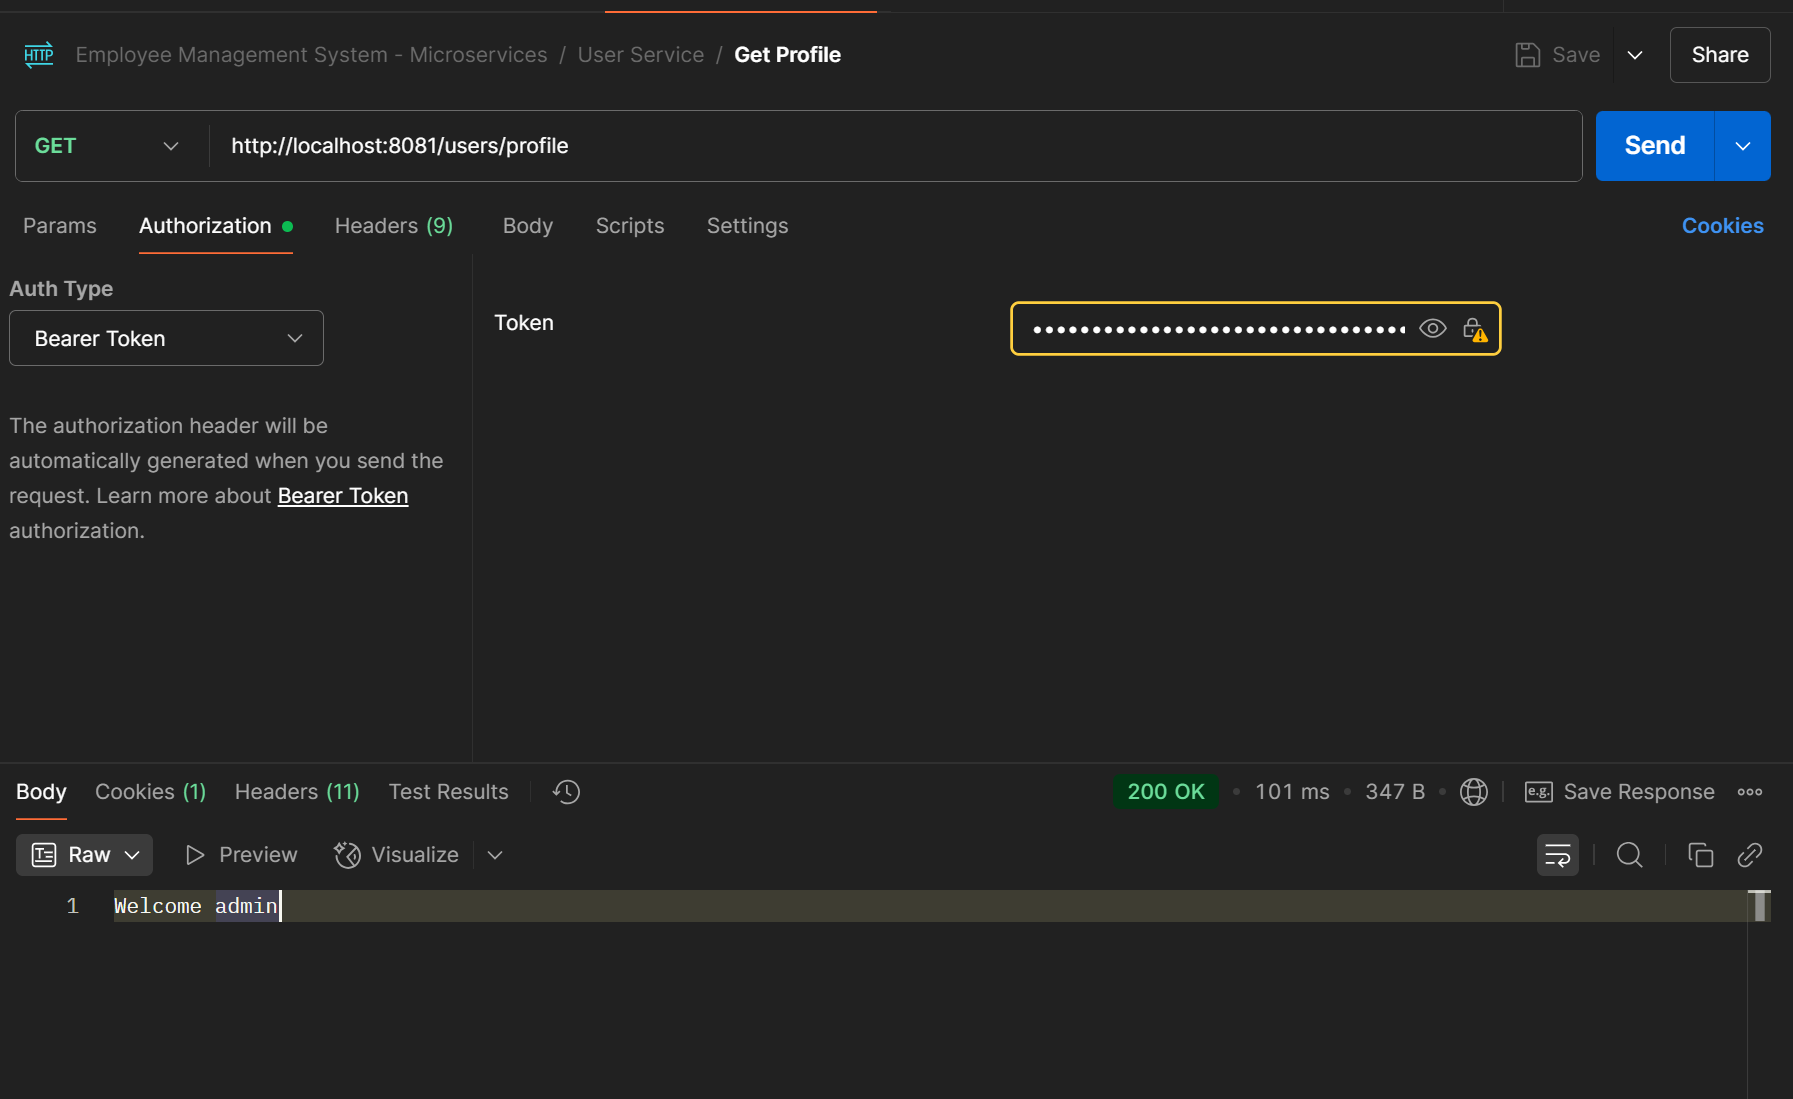 HTTP Employee Management System - Microservices / User Service / Get Profile Save Share
GET http://localhost:8081/users/profile Send
Params Authorization Headers (9) Body Scripts Settings Cookies
Auth Type
Bearer Token
Token
The authorization header will be
automatically generated when you send the
request. Learn more about Bearer Token
authorization.
Body Cookies (1) Headers (11) Test Results 200 OK • 101 ms • 347 B • e.g. Save Response
Raw Preview Visualize
1 Welcome admin